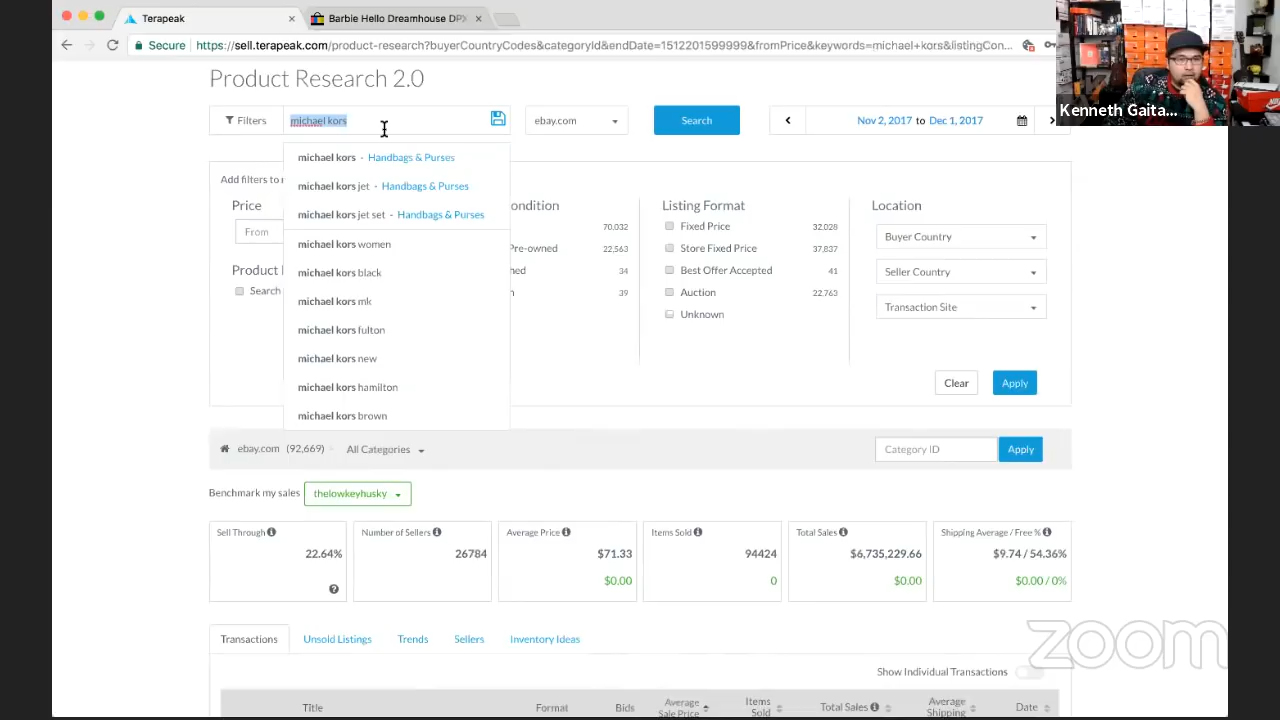 Terapeak
Barbie Hello Dreamhouse DPX
Secure
https://sell.terapeak.com/product-research?buyerCountryCodes&categoryId&endDate=1512201599999&fromPrice&keywords=michael+kors&listingCon...
Kenneth Gaita...
Product Research 2.0
Filters
michael kors
ebay.com
Search
Nov 2, 2017 to Dec 1, 2017
michael kors - Handbags & Purses
michael kors jet - Handbags & Purses
michael kors jet set - Handbags & Purses
michael kors women
michael kors black
michael kors mk
michael kors fulton
michael kors new
michael kors hamilton
michael kors brown
Add filters to
Price
From
Search
ondition
70,032
Pre-owned 22,563
ned 34
n 39
Listing Format
Fixed Price 32,028
Store Fixed Price 37,837
Best Offer Accepted 41
Auction 22,763
Unknown
Location
Buyer Country
Seller Country
Transaction Site
Clear
Apply
ebay.com (92,669)
All Categories
Category ID
Apply
Benchmark my sales
thelowkeyhusky
Sell Through
22.64%
Number of Sellers
26784
Average Price
$71.33
$0.00
Items Sold
94424
0
Total Sales
$6,735,229.66
$0.00
Shipping Average / Free %
$9.74 / 54.36%
$0.00 / 0%
Transactions
Unsold Listings
Trends
Sellers
Inventory Ideas
Show Individual Transactions
Title
Format
Bids
Average
Sale Price
Items
Sold
Total Sales
Average
Shipping
Date
zoom